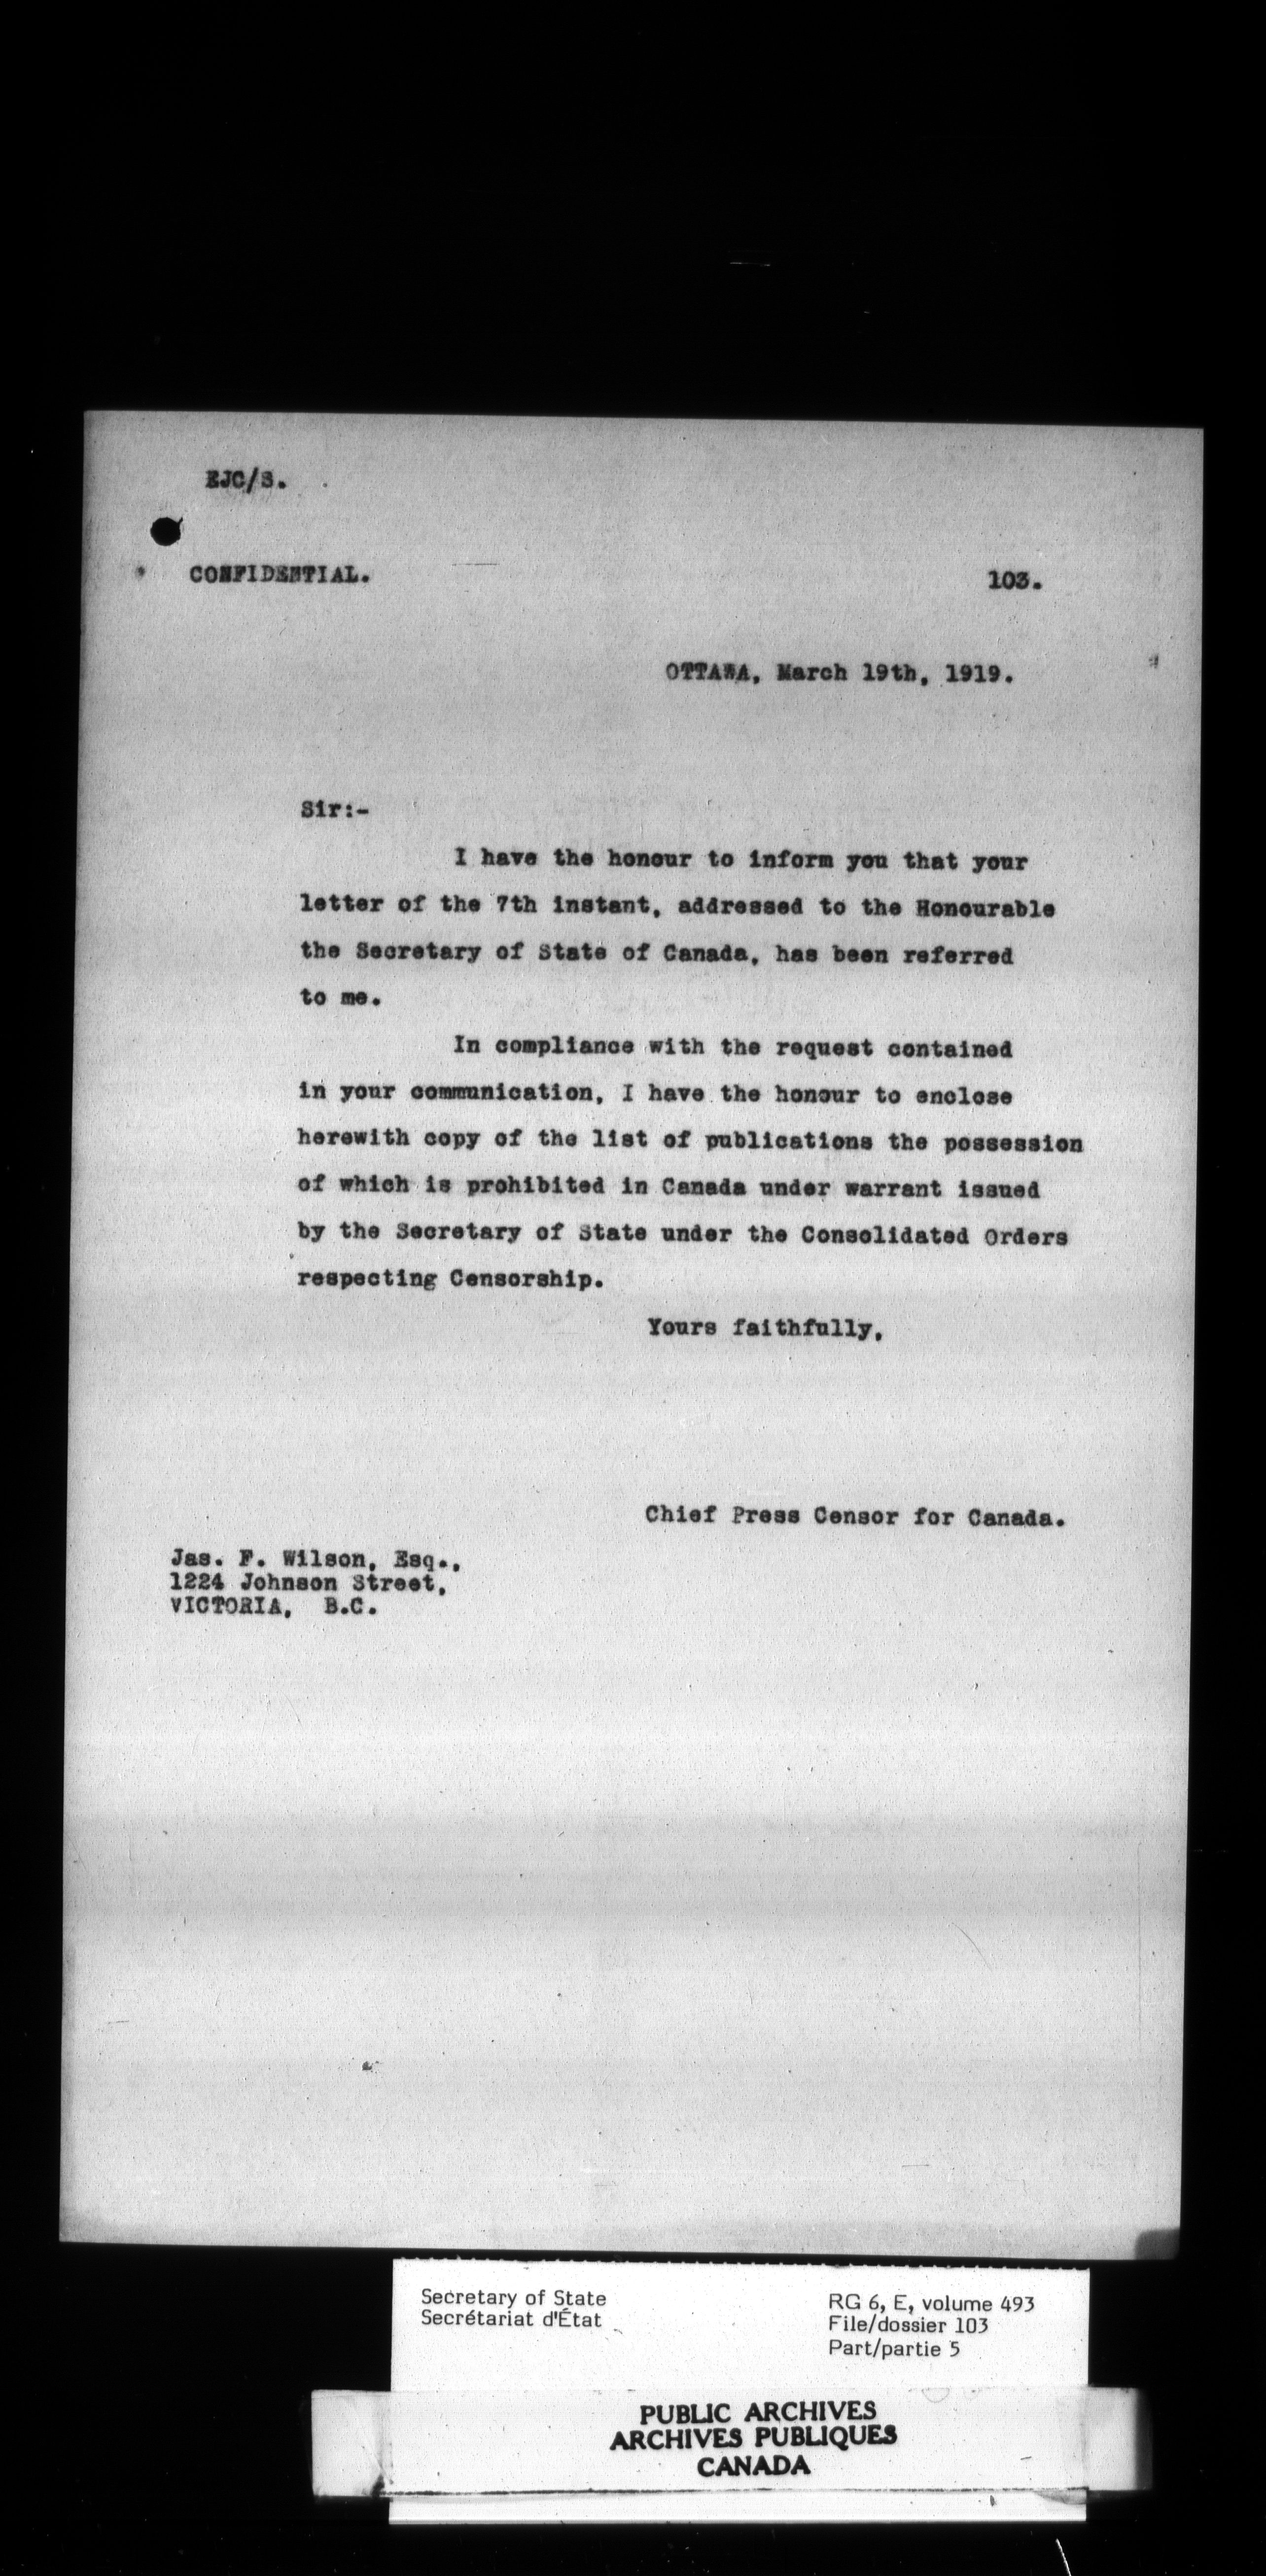 EJC/S.
CONFIDENTIAL.
103.
OTTAWA, March 19th, 1919.
Sir:-
I have the honour to inform you that your
letter of the 7th instant, addressed to the Honourable
the Secretary of State of Canada, has been referred
to me.
In compliance with the request contained
in your communication, I have the honour to enclose
herewith copy of the list of publications the possession
of which is prohibited in Canada under warrant issued
by the Secretary of State under the Consolidated Orders
respecting Censorship.
Yours faithfully,
Chief Press Censor for Canada.
Jas. F. Wilson, Esq.,
1224 Johnson Street,
VICTORIA, B.C.
Secretary of State
Secrétariat d'État
RG 6, E, volume 493
File/dossier 103
Part/partie 5
PUBLIC ARCHIVES
ARCHIVES PUBLIQUES
CANADA